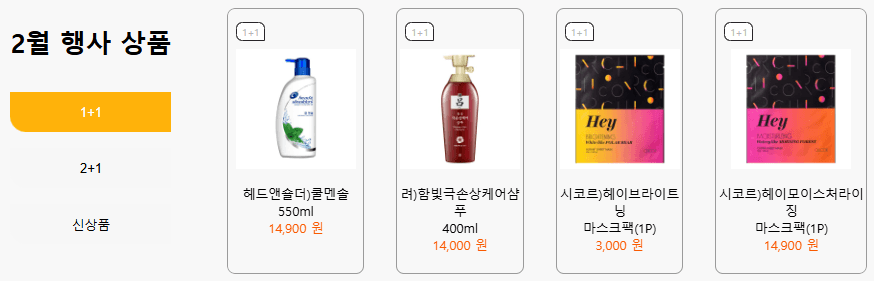 2월 행사 상품
1+1
2+1
신상품
1+1
헤드앤숄더)쿨멘솔
550ml
14,900 원
1+1
려)함빛극손상케어샴
푸
400ml
14,000 원
1+1
Hey
시코르)헤이브라이트
닝
마스크팩(1P)
3,000 원
1+1
Hey
시코르)헤이모이스처라이
징
마스크팩(1P)
14,900 원